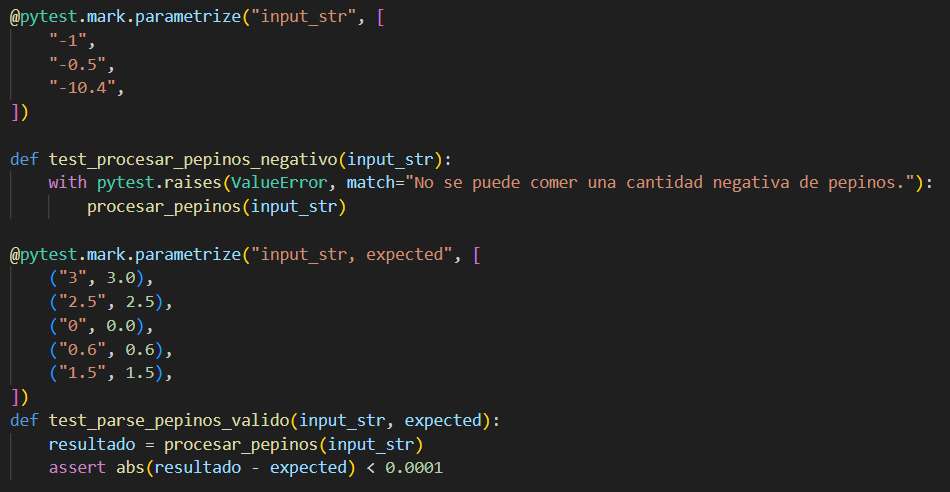 @pytest.mark.parametrize("input_str", [
    "-1",
    "-0.5",
    "-10.4",
])
def test_procesar_pepinos_negativo(input_str):
    with pytest.raises(ValueError, match="No se puede comer una cantidad negativa de pepinos."):
        procesar_pepinos(input_str)
@pytest.mark.parametrize("input_str, expected", [
    ("3", 3.0),
    ("2.5", 2.5),
    ("0", 0.0),
    ("0.6", 0.6),
    ("1.5", 1.5),
])
def test_parse_pepinos_valido(input_str, expected):
    resultado = procesar_pepinos(input_str)
    assert abs(resultado - expected) < 0.0001